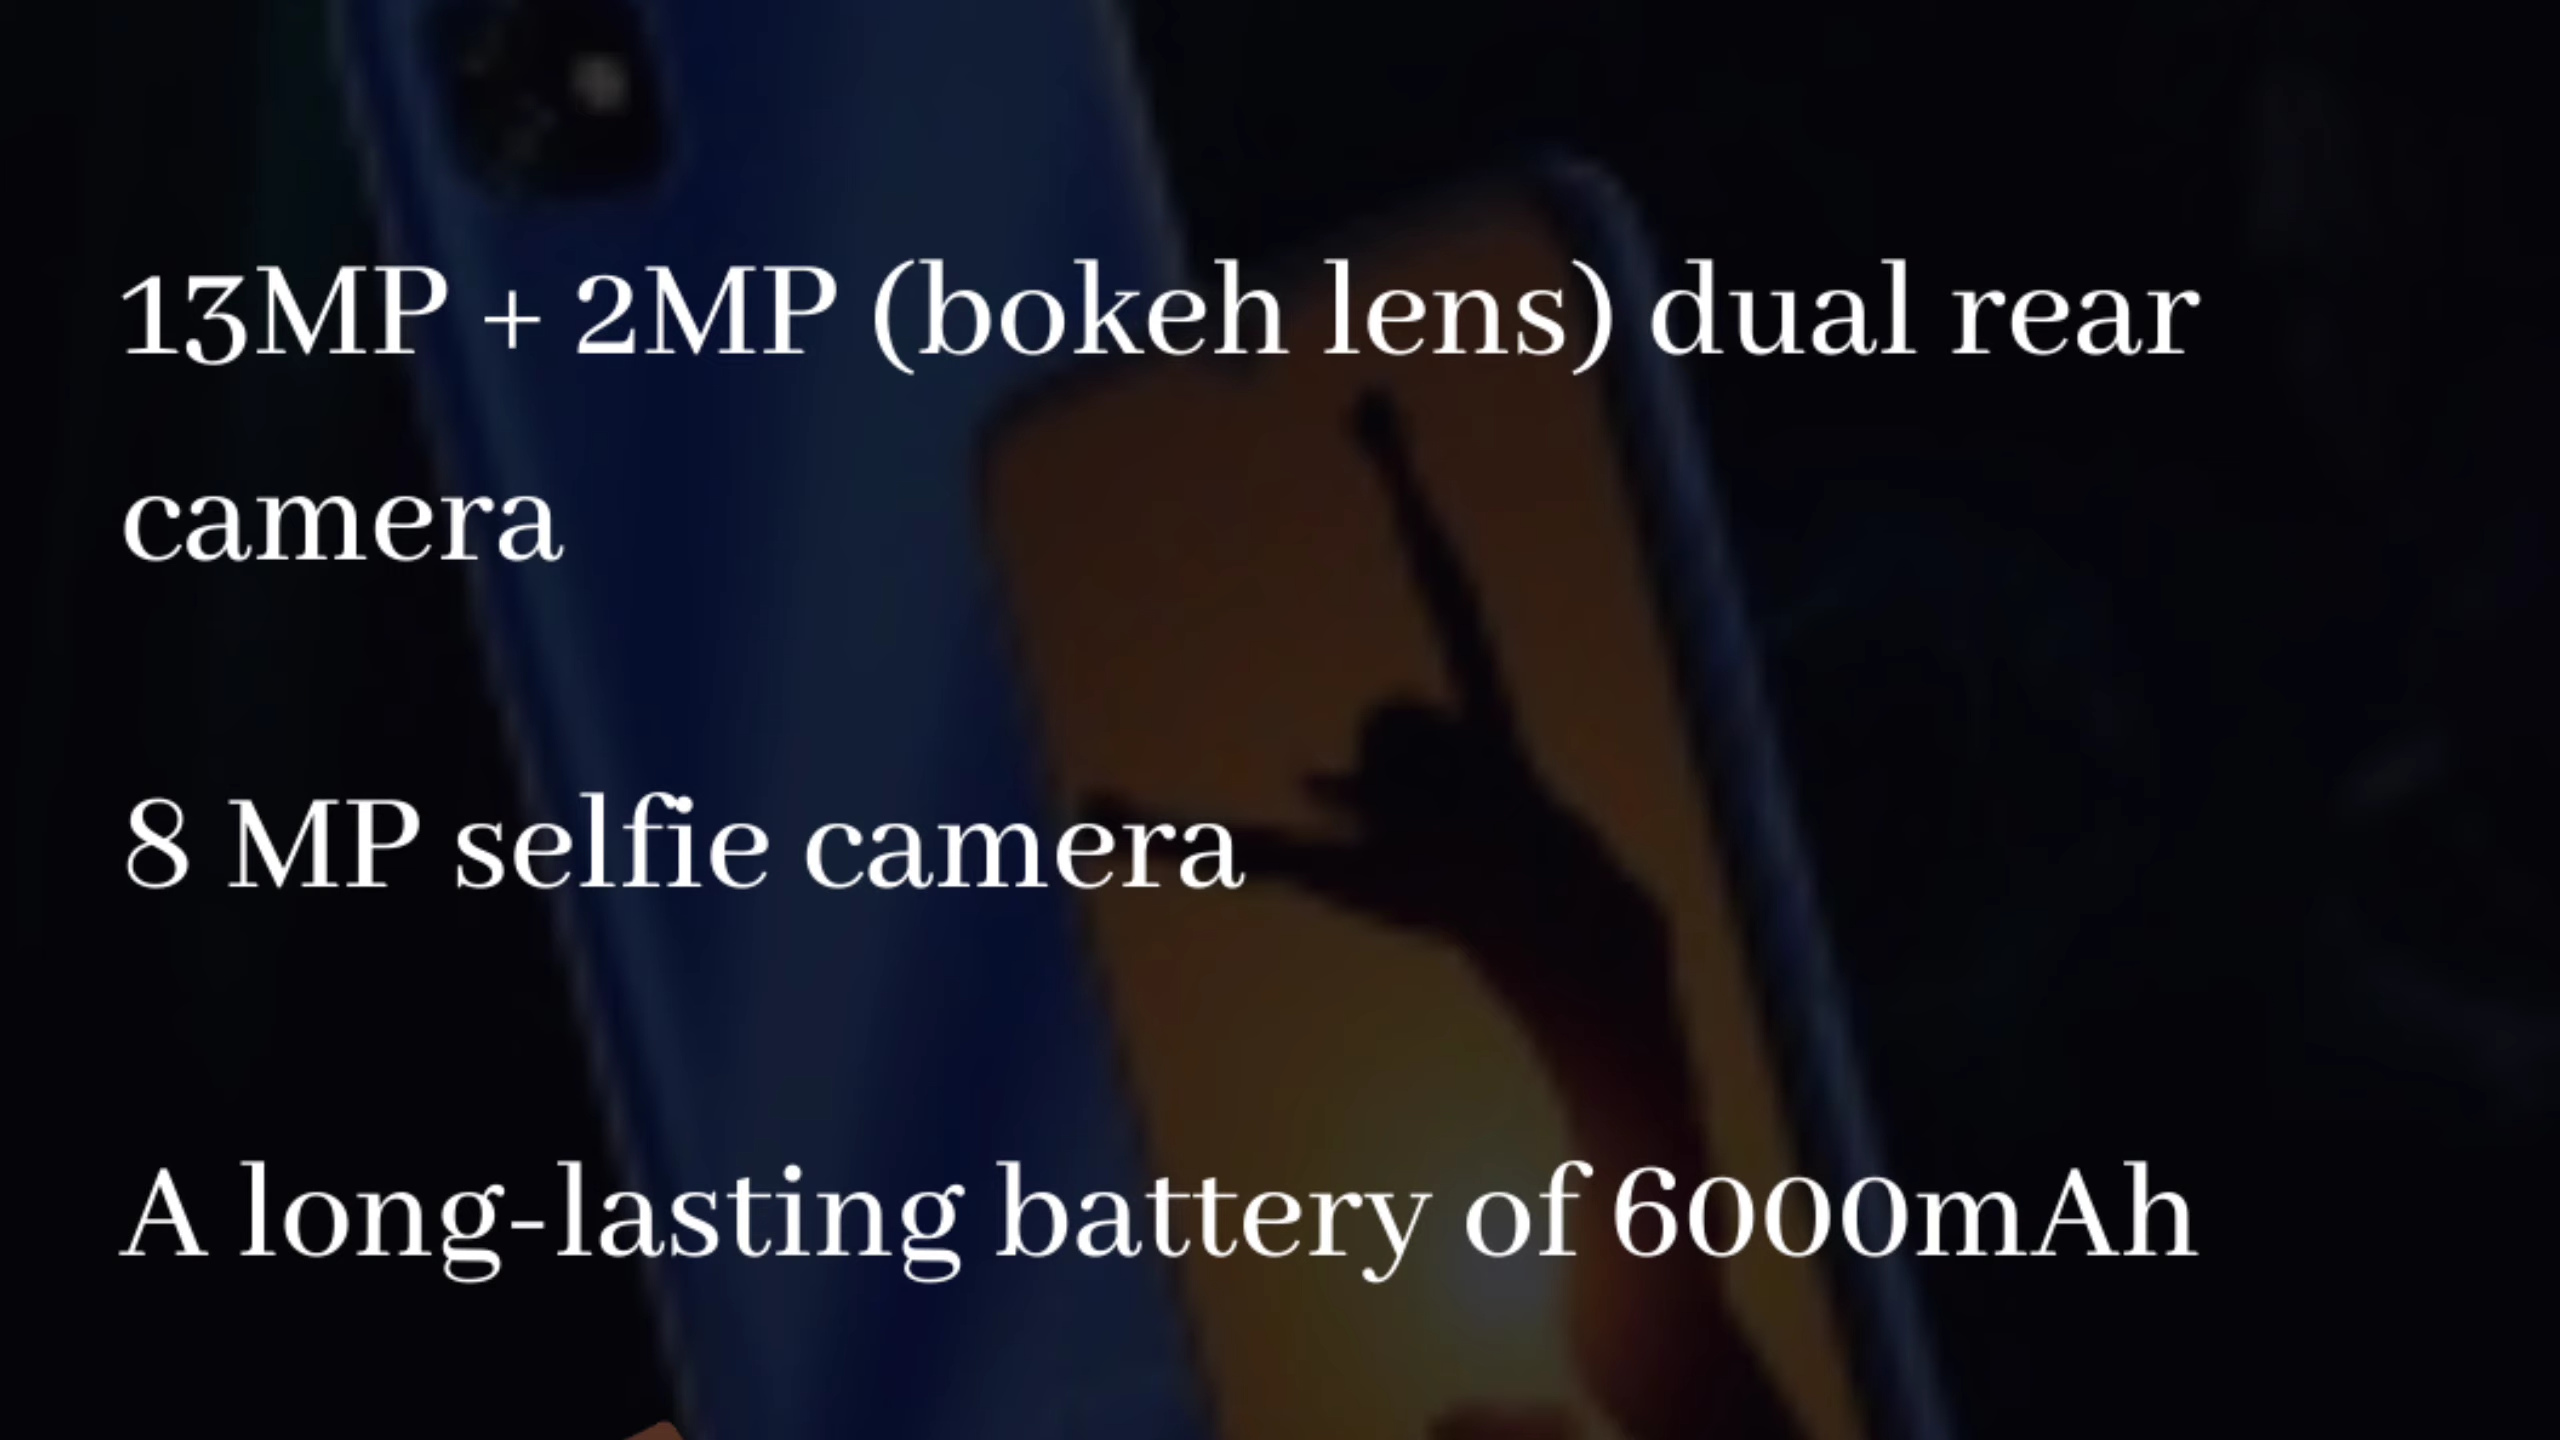 13MP + 2MP (bokeh lens) dual rear
camera
8 MP selfie camera
A long-lasting battery of 6000mAh